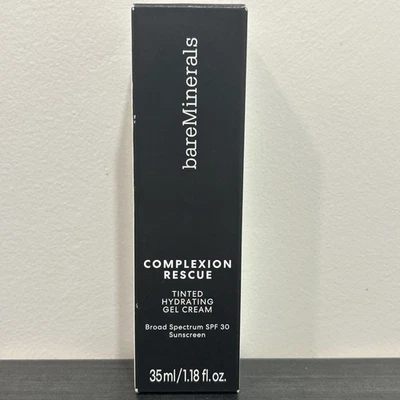 bareMinerals
COMPLEXION
RESCUE
TINTED
HYDRATING
GEL CREAM
Broad Spectrum SPF 30
Sunscreen
35ml/1.18 fl.oz.